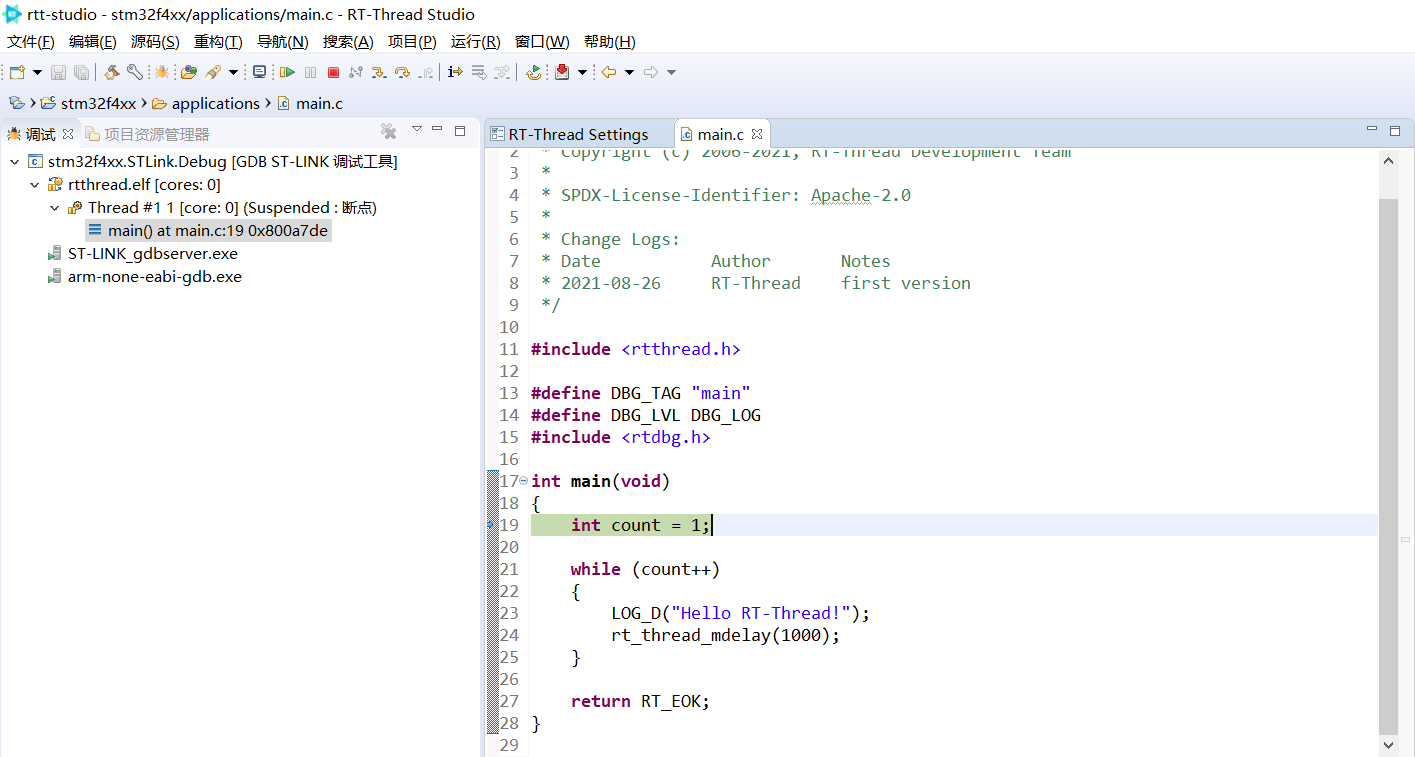 rtt-studio - stm32f4xx/applications/main.c - RT-Thread Studio
文件(F) 编辑(E) 源码(S) 重构(T) 导航(N) 搜索(A) 项目(P) 运行(R) 窗口(W) 帮助(H)
stm32f4xx applications main.c
调试 项目资源管理器
stm32f4xx.STLink.Debug [GDB ST-LINK 调试工具]
rtthread.elf [cores: 0]
Thread #1 1 [core: 0] (Suspended : 断点)
main() at main.c:19 0x800a7de
ST-LINK_gdbserver.exe
arm-none-eabi-gdb.exe
RT-Thread Settings main.c
2 * Copyright (c) 2006-2021, RT-Thread Development Team
3 *
4 * SPDX-License-Identifier: Apache-2.0
5 *
6 * Change Logs:
7 * Date Author Notes
8 * 2021-08-26 RT-Thread first version
9 */
10
11 #include <rtthread.h>
12
13 #define DBG_TAG "main"
14 #define DBG_LVL DBG_LOG
15 #include <rtdbg.h>
16
17 int main(void)
18 {
19 int count = 1;
20
21 while (count++)
22 {
23 LOG_D("Hello RT-Thread!");
24 rt_thread_mdelay(1000);
25 }
26
27 return RT_EOK;
28 }
29